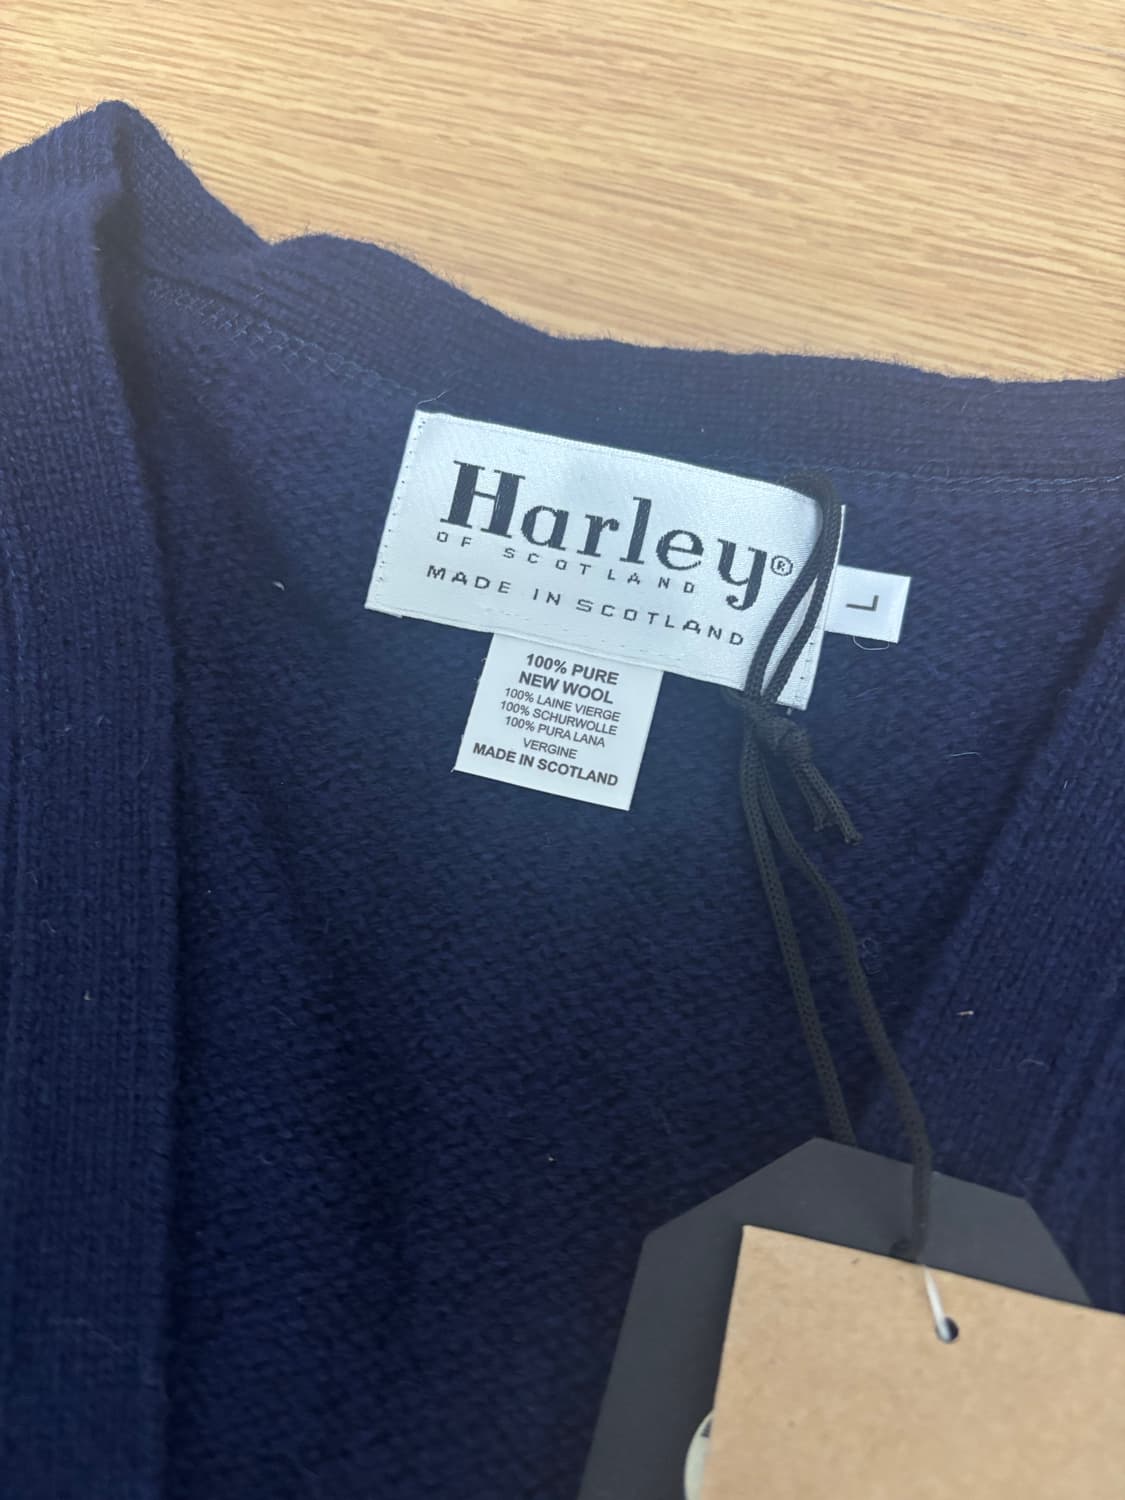 Harley®
OF SCOTLAND
MADE IN SCOTLAND
L
100% PURE
NEW WOOL
100% LAINE VIERGE
100% SCHURWOLLE
100% PURA LANA
VERGINE
MADE IN SCOTLAND